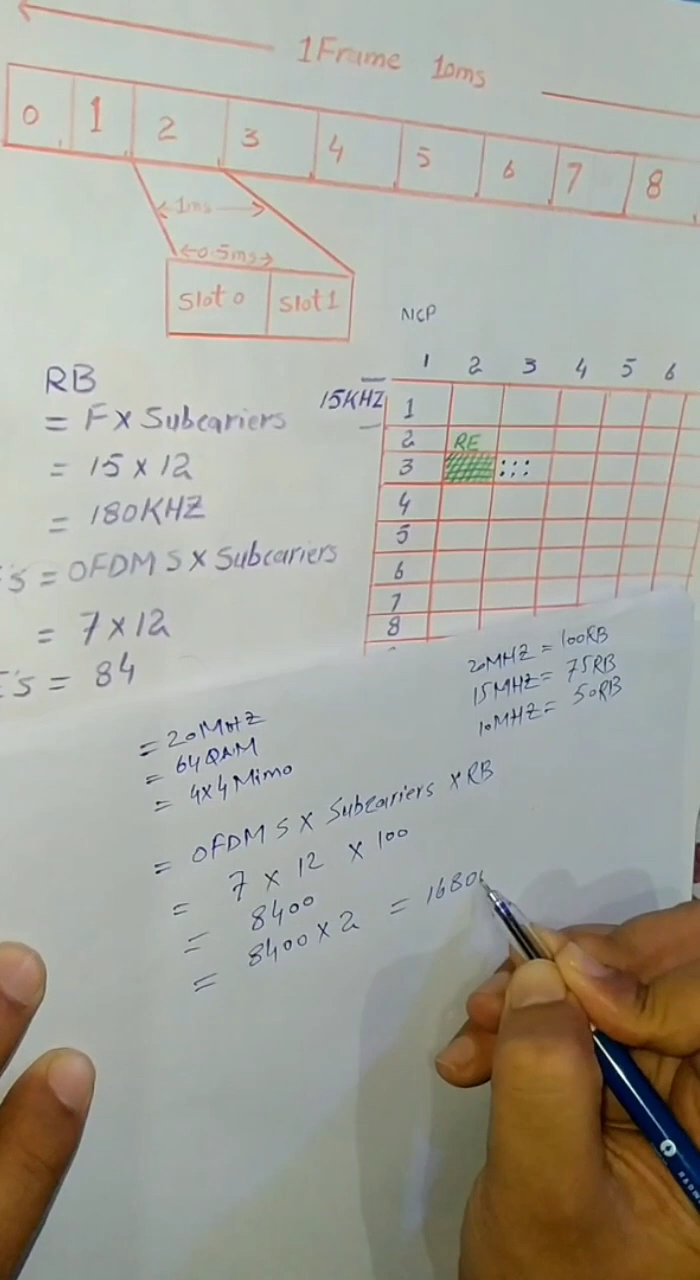 1Frame 10ms
0 1 2 3 4 5 6 7 8
1ms
0.5ms
Slot 0 Slot 1
NCP
1 2 3 4 5 6
15KHZ
1
2 RE
3
4
5
6
7
8
RB
= F X Subcariers
= 15 X 12
= 180KHZ
'S = OFDM S X Subcariers
= 7 X 12
E'S = 84
20MHZ = 100RB
15MHZ = 75RB
10MHZ = 50RB
= 20MHZ
= 64QAM
= 4x4Mimo
= OFDM S X Subcariers X RB
= 7 X 12 X 100
= 8400
= 8400 X 2 = 1680